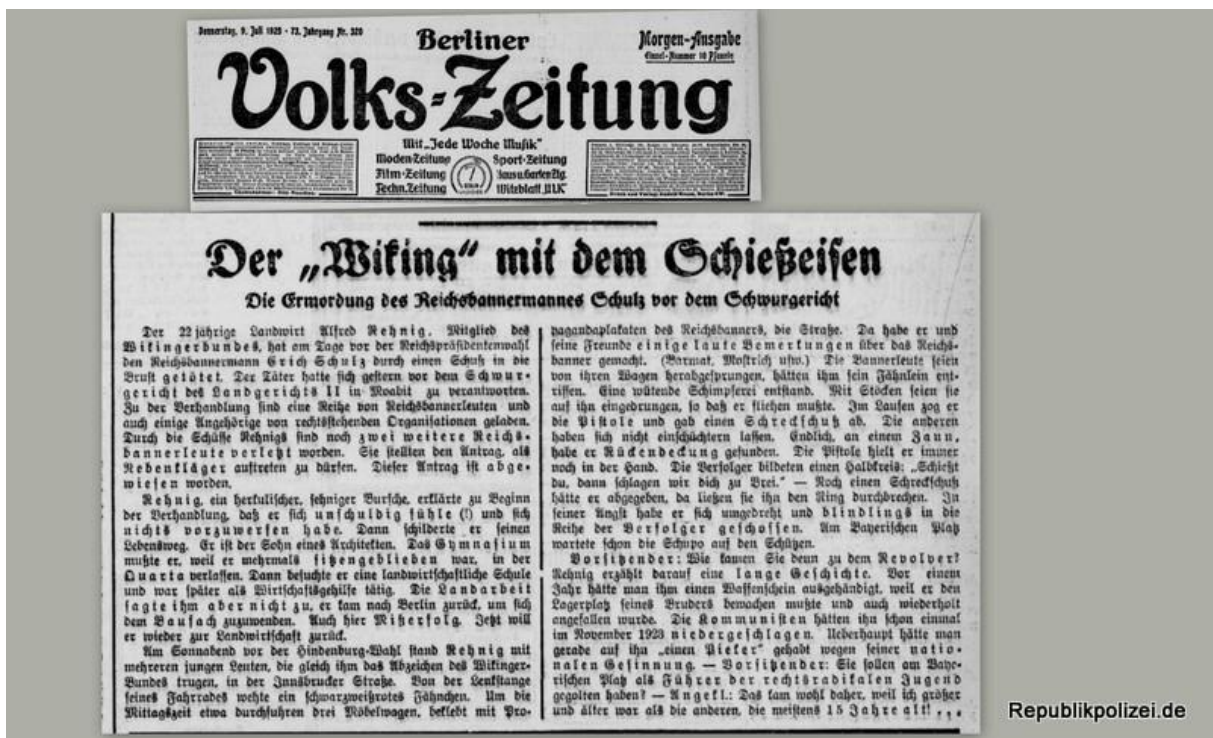 Donnerstag, 9. Juli 1925 · 73. Jahrgang Nr. 320
Berliner
Volks-Zeitung
Morgen-Ausgabe
Einzel-Nummer 10 Pfennig
Mit „Jede Woche Musik“
Moden-Zeitung
Film-Zeitung
Techn. Zeitung
Sport-Zeitung
Haus u. Garten Ztg.
Witzblatt „ULK“
Der „Wiking“ mit dem Schießeisen
Die Ermordung des Reichsbannermannes Schulz vor dem Schwurgericht
Der 22jährige Landwirt Alfred Rehnig, Mitglied des
Wikingerbundes, hat am Tage vor der Reichspräsidentenwahl
den Reichsbannermann Erich Schulz durch einen Schuß in die
Brust getötet. Der Täter hatte sich gestern vor dem Schwur-
gericht des Landgerichts II in Moabit zu verantworten.
Zu der Verhandlung sind eine Reihe von Reichsbannerleuten und
auch einige Angehörige von rechtsstehenden Organisationen geladen.
Durch die Schüsse Rehnigs sind noch zwei weitere Reichs-
bannerleute verletzt worden. Sie stellten den Antrag, als
Nebenkläger auftreten zu dürfen. Dieser Antrag ist abge-
wiesen worden.
Rehnig, ein herkulischer, sehniger Bursche, erklärte zu Beginn
der Verhandlung, daß er sich unschuldig fühle (!) und sich
nichts vorzuwerfen habe. Dann schilderte er seinen
Lebensweg. Er ist der Sohn eines Architekten. Das Gymnasium
mußte er, weil er mehrmals sitzengeblieben war, in der
Quarta verlassen. Dann besuchte er eine landwirtschaftliche Schule
und war später als Wirtschaftsgehilfe tätig. Die Landarbeit
sagte ihm aber nicht zu, er kam nach Berlin zurück, um sich
dem Baufach zuzuwenden. Auch hier Mißerfolg. Jetzt will
er wieder zur Landwirtschaft zurück.
Am Sonnabend vor der Hindenburg-Wahl stand Rehnig mit
mehreren jungen Leuten, die gleich ihm das Abzeichen des Wikinger-
Bundes trugen, in der Innsbrucker Straße. Von der Lenkstange
seines Fahrrades wehte ein schwarzweißrotes Fähnchen. Um die
Mittagszeit etwa durchfuhren drei Möbelwagen, beklebt mit Pro-
pagandaplakaten des Reichsbanners, die Straße. Da habe er und
seine Freunde einige laute Bemerkungen über das Reichs-
banner gemacht. (Barmat, Mostrich usw.) Die Bannerleute seien
von ihren Wagen herabgesprungen, hätten ihm sein Fähnlein ent-
rissen. Eine wütende Schimpferei entstand. Mit Stöcken seien sie
auf ihn eingedrungen, so daß er fliehen mußte. Im Laufen zog er
die Pistole und gab einen Schreckschuß ab. Die anderen
haben sich nicht einschüchtern lassen. Endlich, an einem Zaun,
habe er Rückendeckung gefunden. Die Pistole hielt er immer
noch in der Hand. Die Verfolger bildeten einen Halbkreis: „Schießt
du, dann schlagen wir dich zu Brei.“ — Noch einen Schreckschuß
hätte er abgegeben, da ließen sie ihn den Ring durchbrechen. In
seiner Angst habe er sich umgedreht und blindlings in die
Reihe der Verfolger geschossen. Am Bayerischen Platz
wartete schon die Schupo auf den Schützen.
Vorsitzender: Wie kamen Sie denn zu dem Revolver?
Rehnig erzählt darauf eine lange Geschichte. Vor einem
Jahr hätte man ihm einen Waffenschein ausgehändigt, weil er den
Lagerplatz seines Bruders bewachen mußte und auch wiederholt
angefallen wurde. Die Kommunisten hätten ihn schon einmal
im November 1923 niedergeschlagen. Ueberhaupt hätte man
gerade auf ihn „einen Pieker“ gehabt wegen seiner natio-
nalen Gesinnung. — Vorsitzender: Sie sollen am Baye-
rischen Platz als Führer der rechtsradikalen Jugend
gegolten haben? — Angekl.: Das kam wohl daher, weil ich größer
und älter war als die anderen, die meistens 15 Jahre alt! . . .
Republikpolizei.de